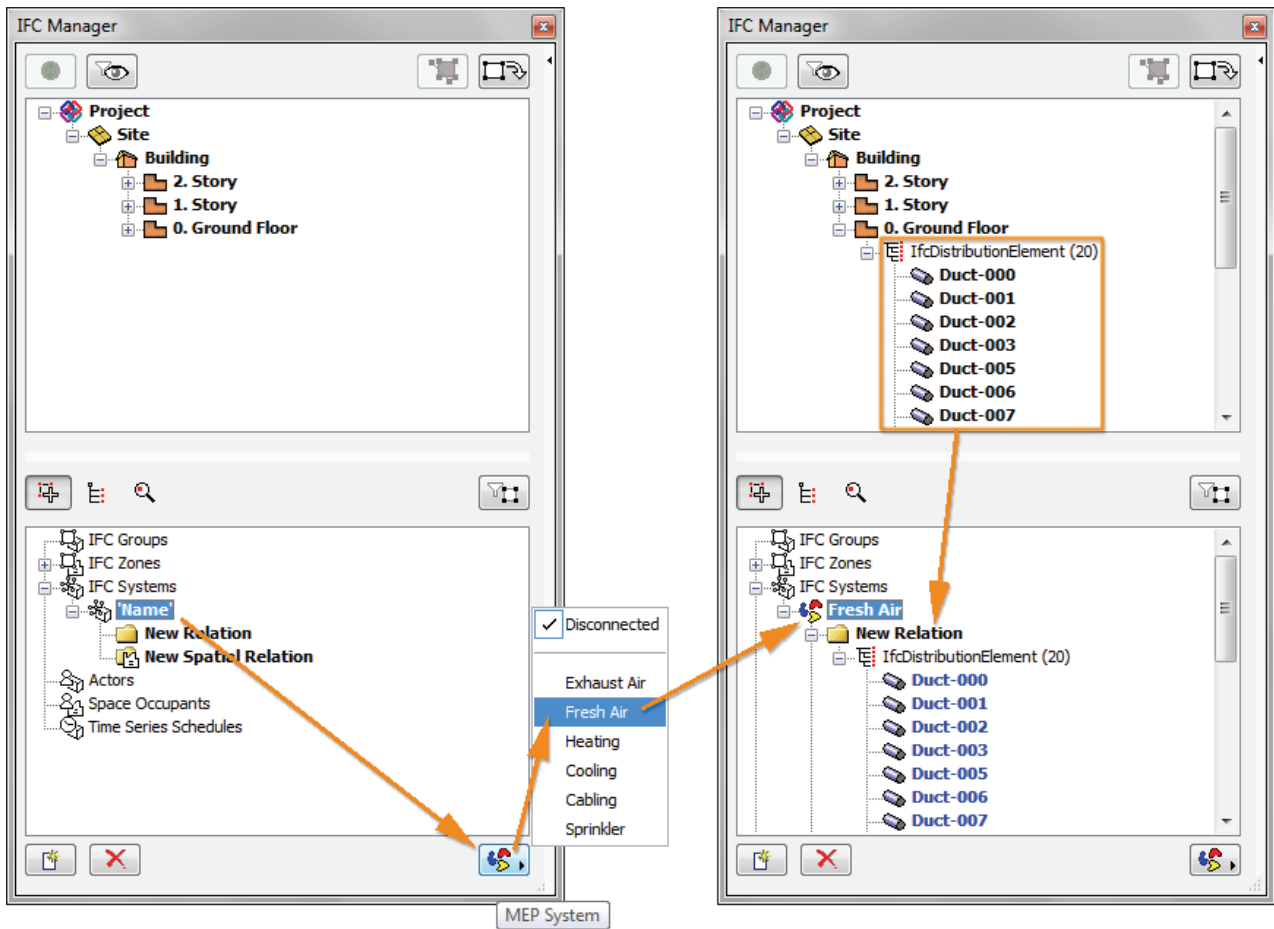 IFC Manager
Project
Site
Building
2. Story
1. Story
0. Ground Floor
IFC Groups
IFC Zones
IFC Systems
'Name'
New Relation
New Spatial Relation
Actors
Space Occupants
Time Series Schedules
Disconnected
Exhaust Air
Fresh Air
Heating
Cooling
Cabling
Sprinkler
MEP System
IFC Manager
Project
Site
Building
2. Story
1. Story
0. Ground Floor
IfcDistributionElement (20)
Duct-000
Duct-001
Duct-002
Duct-003
Duct-005
Duct-006
Duct-007
IFC Groups
IFC Zones
IFC Systems
Fresh Air
New Relation
IfcDistributionElement (20)
Duct-000
Duct-001
Duct-002
Duct-003
Duct-005
Duct-006
Duct-007